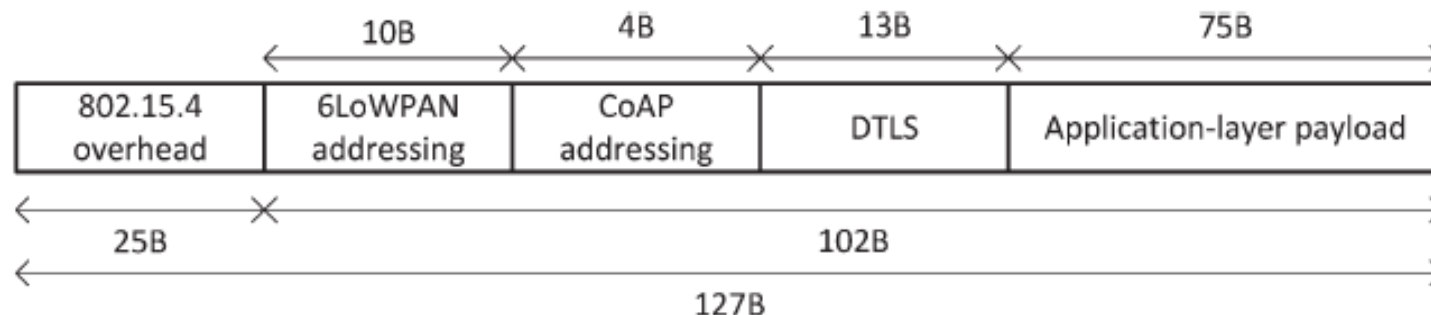 10B 4B 13B 75B
802.15.4 6LoWPAN CoAP DTLS Application-layer payload
overhead addressing addressing
25B 102B
127B